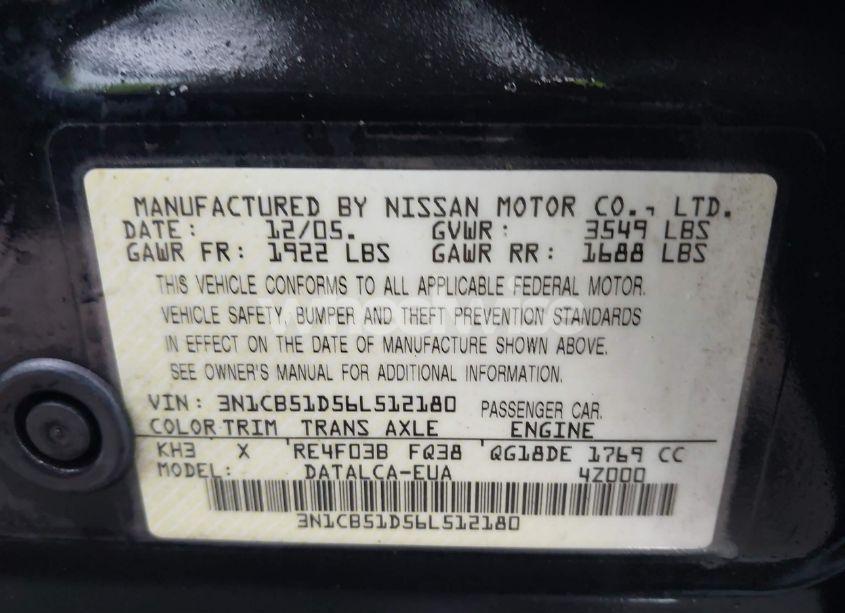 MANUFACTURED BY NISSAN MOTOR CO., LTD.
DATE: 12/05. GVWR: 3549 LBS
GAWR FR: 1922 LBS GAWR RR: 1688 LBS
THIS VEHICLE CONFORMS TO ALL APPLICABLE FEDERAL MOTOR.
VEHICLE SAFETY, BUMPER AND THEFT PREVENTION STANDARDS
IN EFFECT ON THE DATE OF MANUFACTURE SHOWN ABOVE.
SEE OWNER'S MANUAL FOR ADDITIONAL INFORMATION.
VIN: 3N1CB51D56L512180 PASSENGER CAR.
COLOR TRIM TRANS AXLE ENGINE
KH3 X RE4F03B FQ38 QG18DE 1769 CC
MODEL: DATALCA-EUA 4Z000
3N1CB51D56L512180